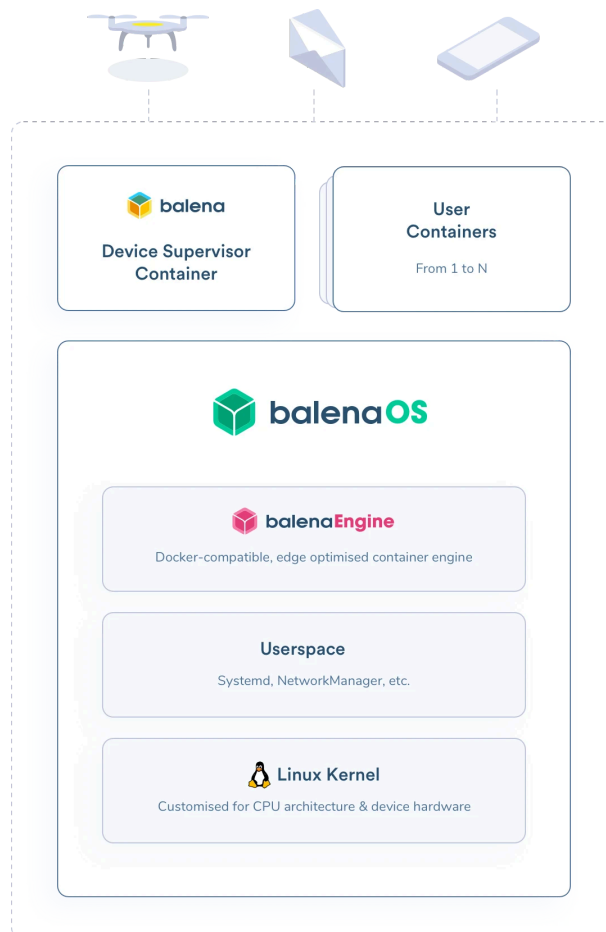 balena
Device Supervisor
Container
User
Containers
From 1 to N
balenaOS
balenaEngine
Docker-compatible, edge optimised container engine
Userspace
Systemd, NetworkManager, etc.
Linux Kernel
Customised for CPU architecture & device hardware